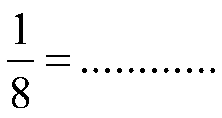 1/8 = ............